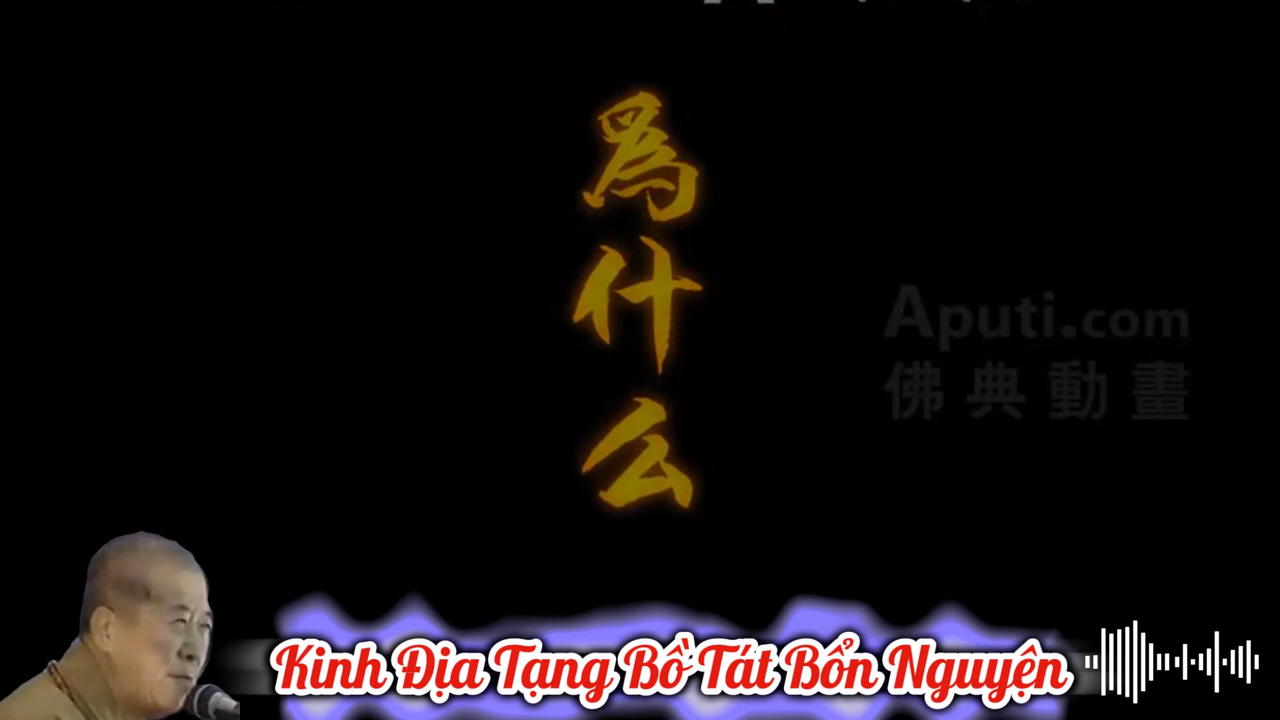 為什么
Aputi.com
佛典動畫
Kinh Địa Tạng Bồ Tát Bổn Nguyện